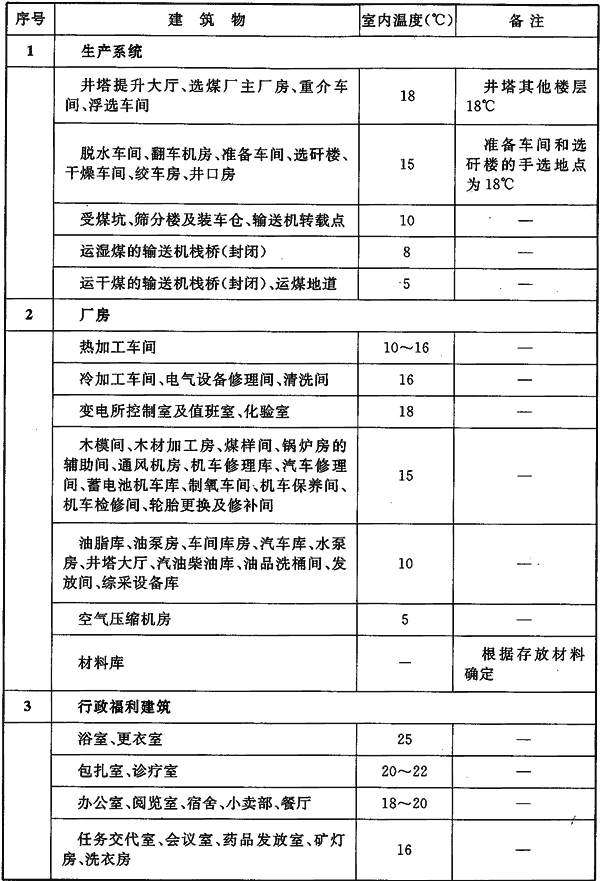 序号 建筑物 室内温度(℃) 备注
1 生产系统
井塔提升大厅、选煤厂主厂房、重介车
间、浮选车间
18
井塔其他楼层
18℃
脱水车间、翻车机房、准备车间、选矸楼、
干燥车间、绞车房、井口房
15
准备车间和选
矸楼的手选地点
为18℃
受煤坑、筛分楼及装车仓、输送机转载点 10 —
运湿煤的输送机栈桥(封闭) 8 —
运干煤的输送机栈桥(封闭)、运煤地道 5 —
2 厂房
热加工车间 10～16 —
冷加工车间、电气设备修理间、清洗间 16 —
变电所控制室及值班室、化验室 18 —
木模间、木材加工房、煤样间、锅炉房的
辅助间、通风机房、机车修理库、汽车修理
间、蓄电池机车库、制氧车间、机车保养间、
机车检修间、轮胎更换及修补间
15 —
油脂库、油泵房、车间库房、汽车库、水泵
房、井塔大厅、汽油柴油库、油品洗桶间、发
放间、综采设备库
10 —
空气压缩机房 5 —
材料库 —
根据存放材料
确定
3 行政福利建筑
浴室、更衣室 25 —
包扎室、诊疗室 20～22 —
办公室、阅览室、宿舍、小卖部、餐厅 18～20 —
任务交代室、会议室、药品发放室、矿灯
房、洗衣房
16 —